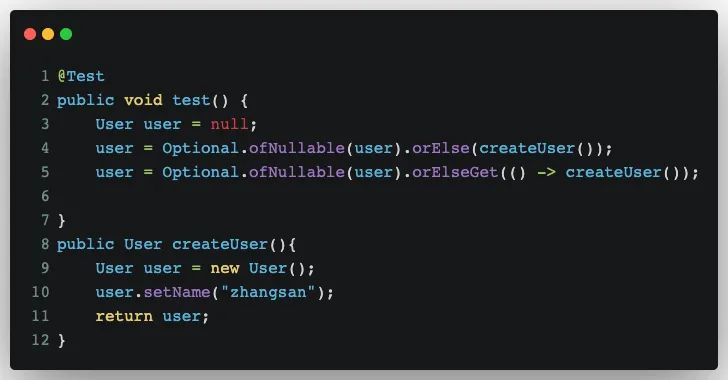 1 @Test
2 public void test() {
3     User user = null;
4     user = Optional.ofNullable(user).orElse(createUser());
5     user = Optional.ofNullable(user).orElseGet(() -> createUser());
6
7 }
8 public User createUser(){
9     User user = new User();
10     user.setName("zhangsan");
11     return user;
12 }